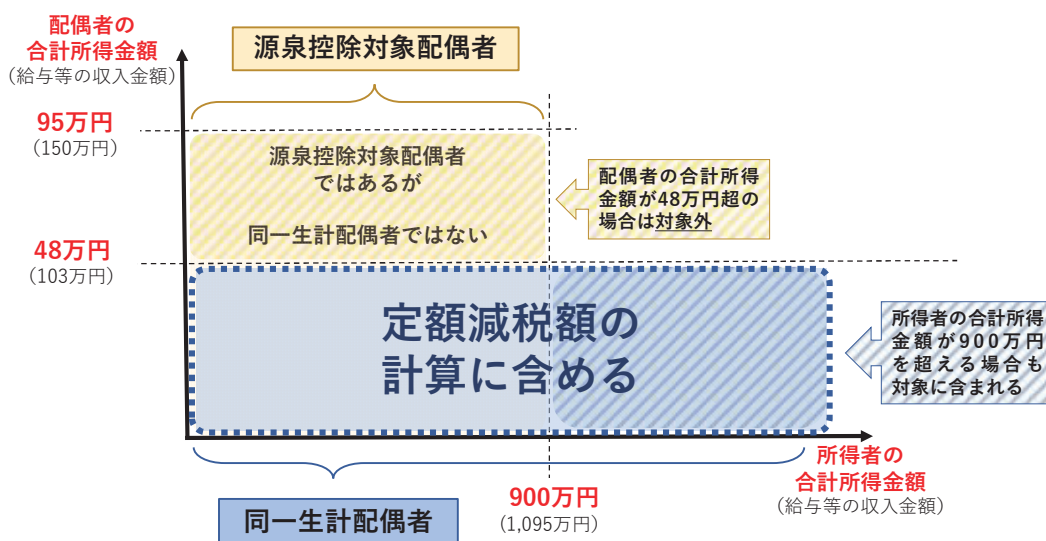 配偶者の
合計所得金額
(給与等の収入金額)
源泉控除対象配偶者
95万円
(150万円)
源泉控除対象配偶者
ではあるが
同一生計配偶者ではない
配偶者の合計所得
金額が48万円超の
場合は対象外
48万円
(103万円)
定額減税額の
計算に含める
所得者の合計所得
金額が900万円
を超える場合も
対象に含まれる
所得者の
合計所得金額
(給与等の収入金額)
900万円
(1,095万円)
同一生計配偶者